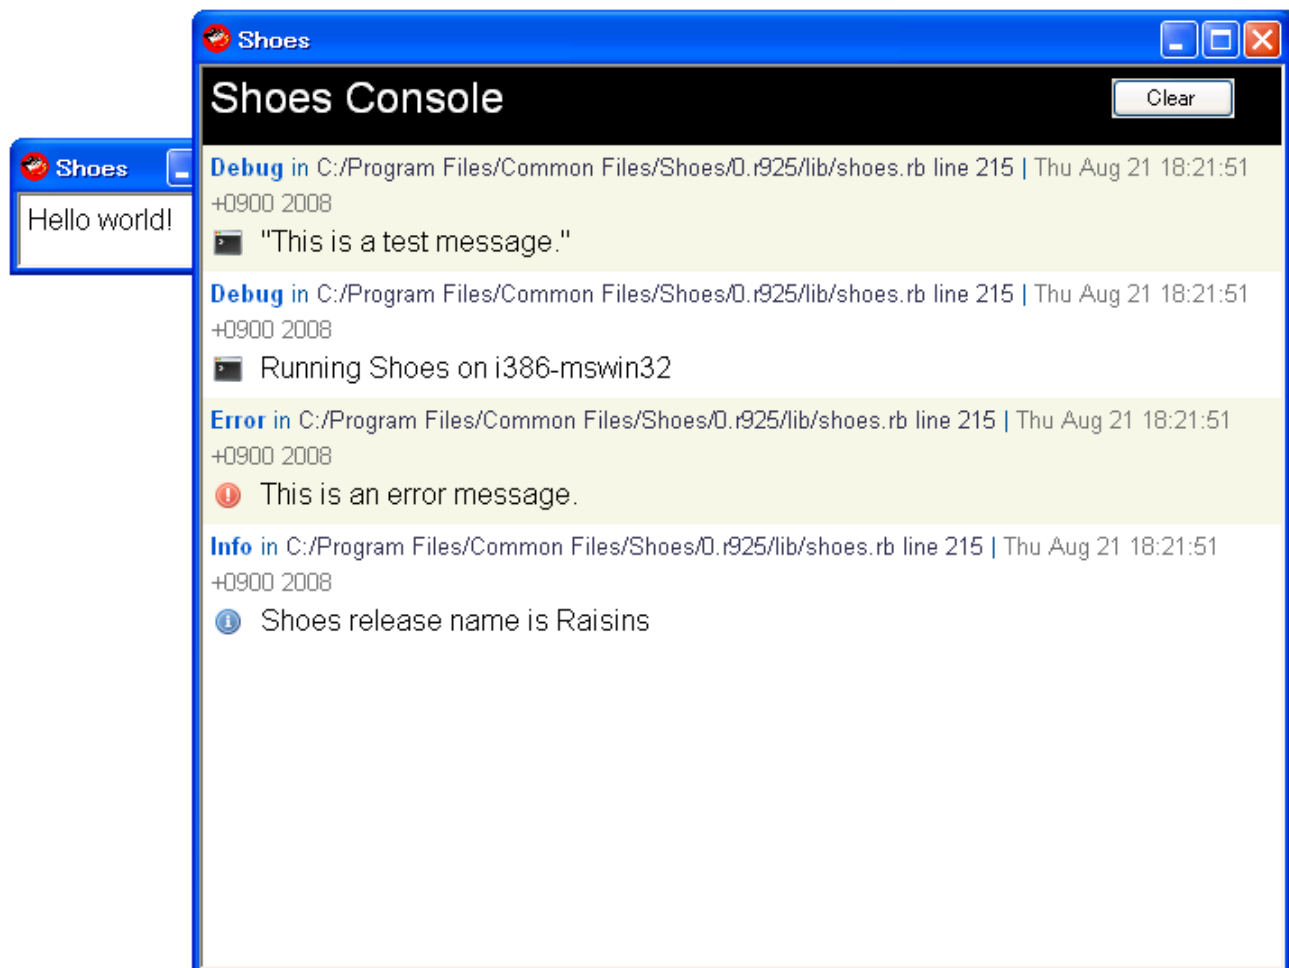 Shoes
Shoes Console
Clear
Shoes
Hello world!
Debug in C:/Program Files/Common Files/Shoes/0.r925/lib/shoes.rb line 215 | Thu Aug 21 18:21:51
+0900 2008
"This is a test message."
Debug in C:/Program Files/Common Files/Shoes/0.r925/lib/shoes.rb line 215 | Thu Aug 21 18:21:51
+0900 2008
Running Shoes on i386-mswin32
Error in C:/Program Files/Common Files/Shoes/0.r925/lib/shoes.rb line 215 | Thu Aug 21 18:21:51
+0900 2008
This is an error message.
Info in C:/Program Files/Common Files/Shoes/0.r925/lib/shoes.rb line 215 | Thu Aug 21 18:21:51
+0900 2008
Shoes release name is Raisins